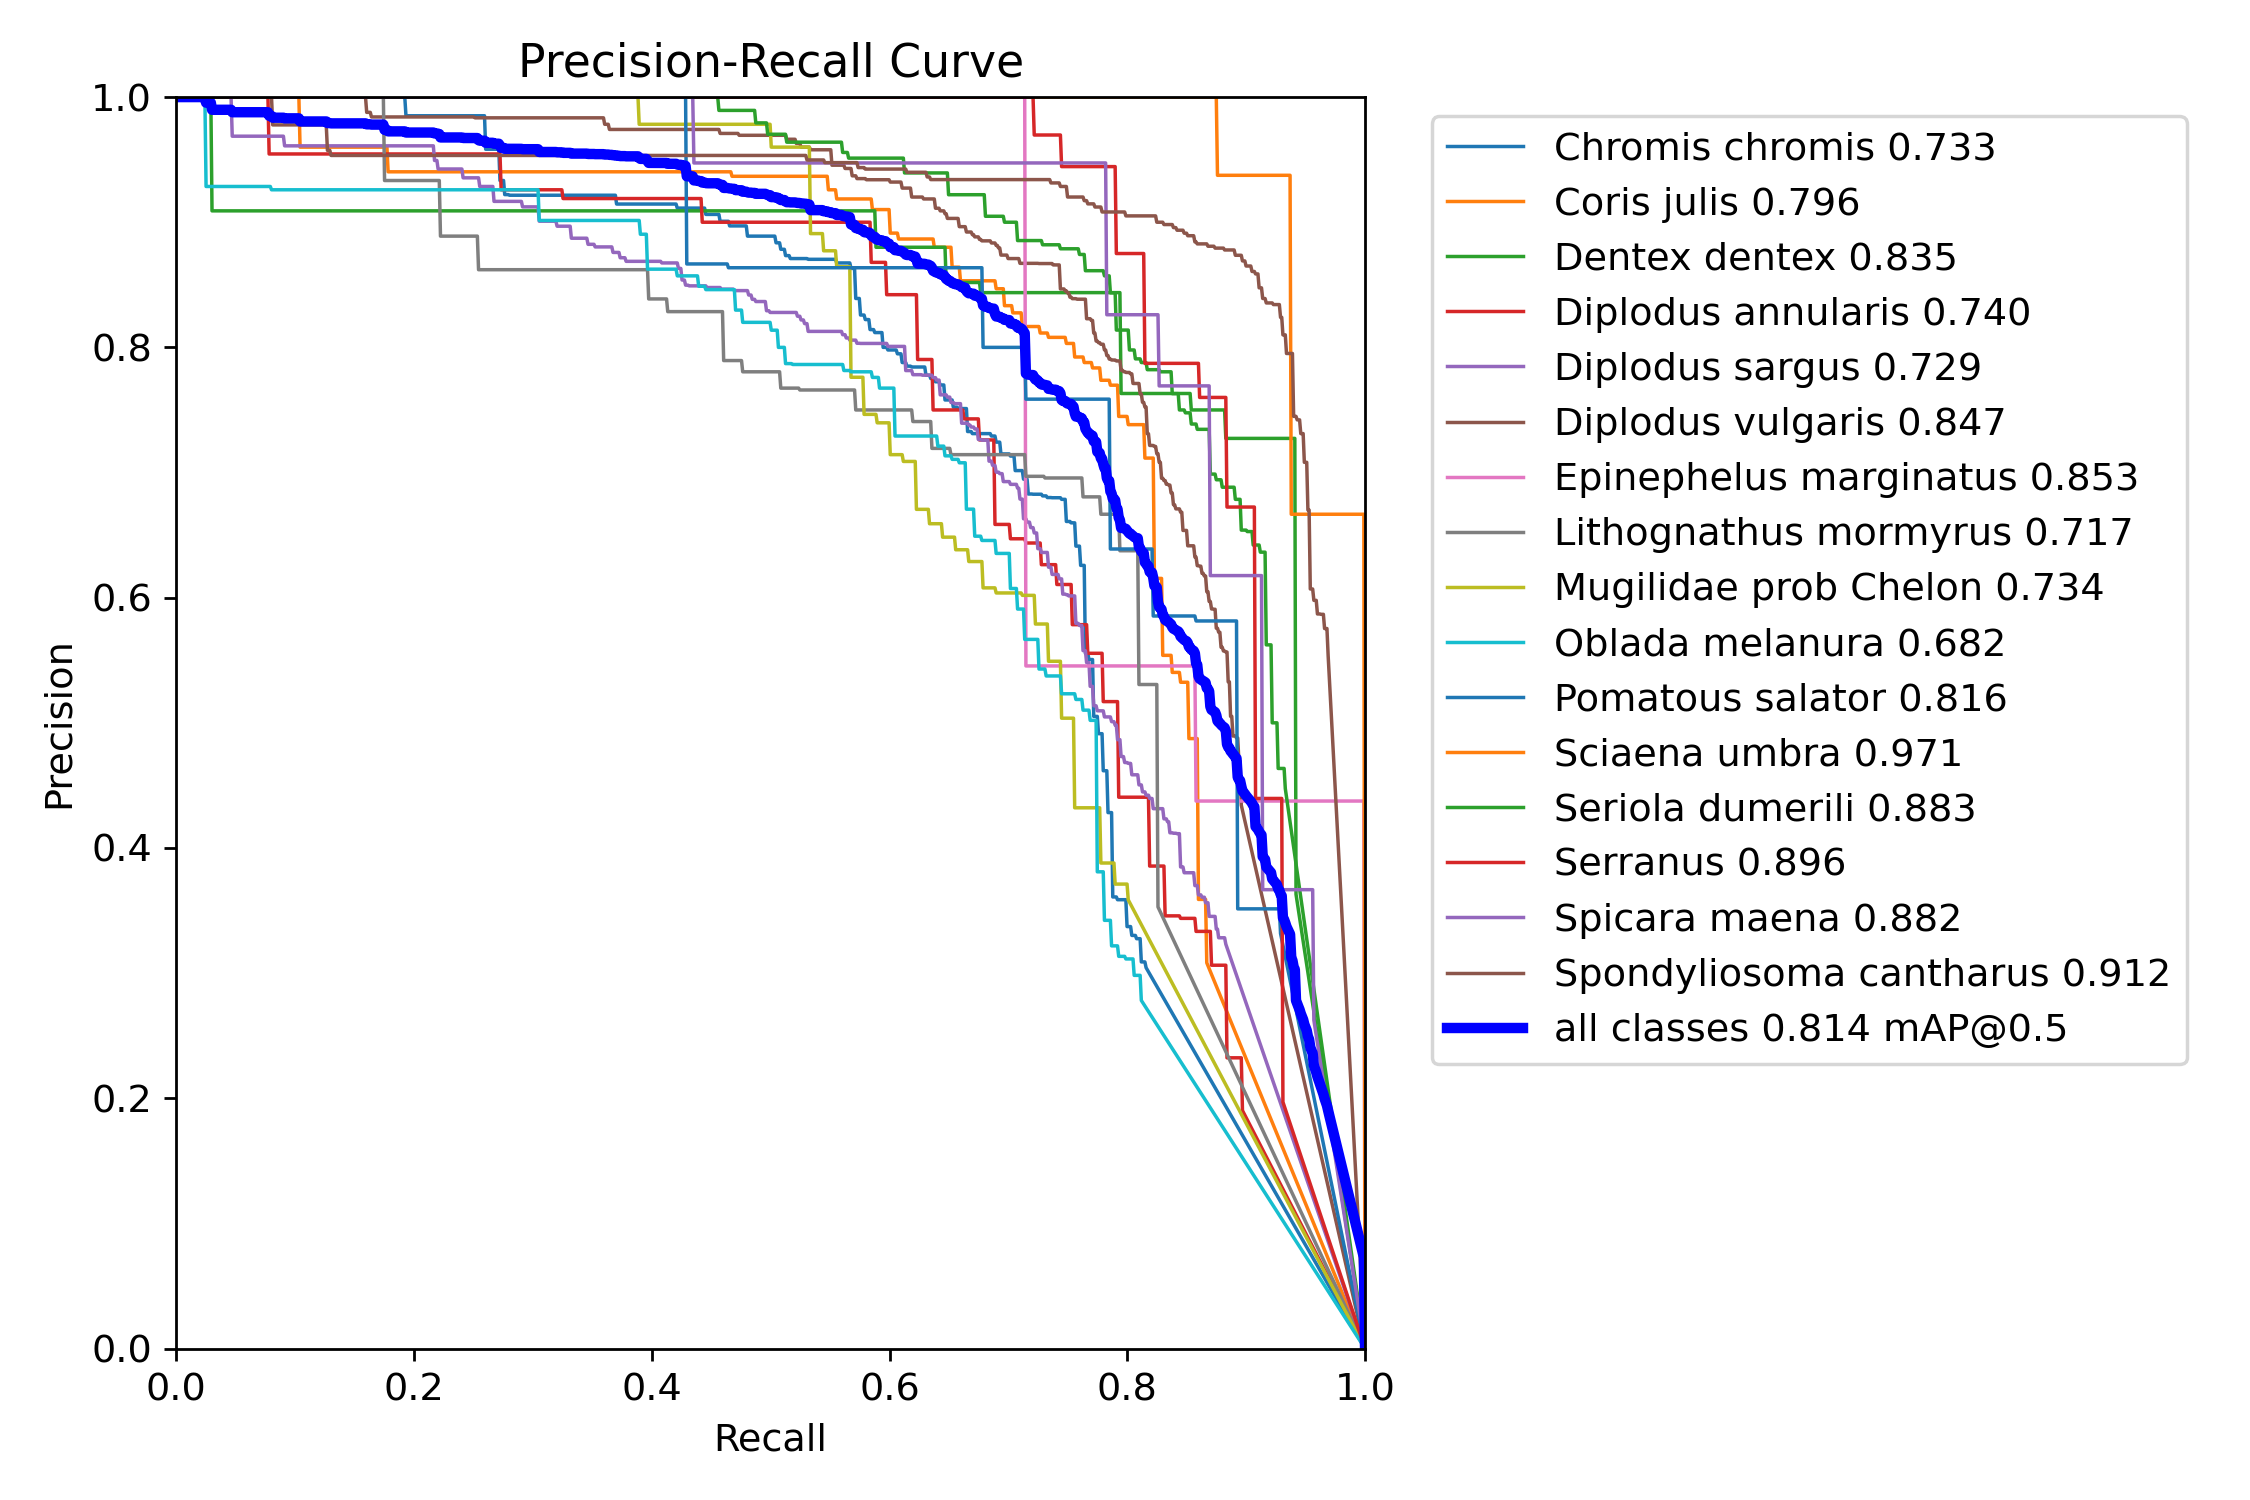 Precision-Recall Curve
1.0
0.8
0.6
0.4
0.2
0.0
Precision
0.0 0.2 0.4 0.6 0.8 1.0
Recall
Chromis chromis 0.733
Coris julis 0.796
Dentex dentex 0.835
Diplodus annularis 0.740
Diplodus sargus 0.729
Diplodus vulgaris 0.847
Epinephelus marginatus 0.853
Lithognathus mormyrus 0.717
Mugilidae prob Chelon 0.734
Oblada melanura 0.682
Pomatous salator 0.816
Sciaena umbra 0.971
Seriola dumerili 0.883
Serranus 0.896
Spicara maena 0.882
Spondyliosoma cantharus 0.912
all classes 0.814 mAP@0.5